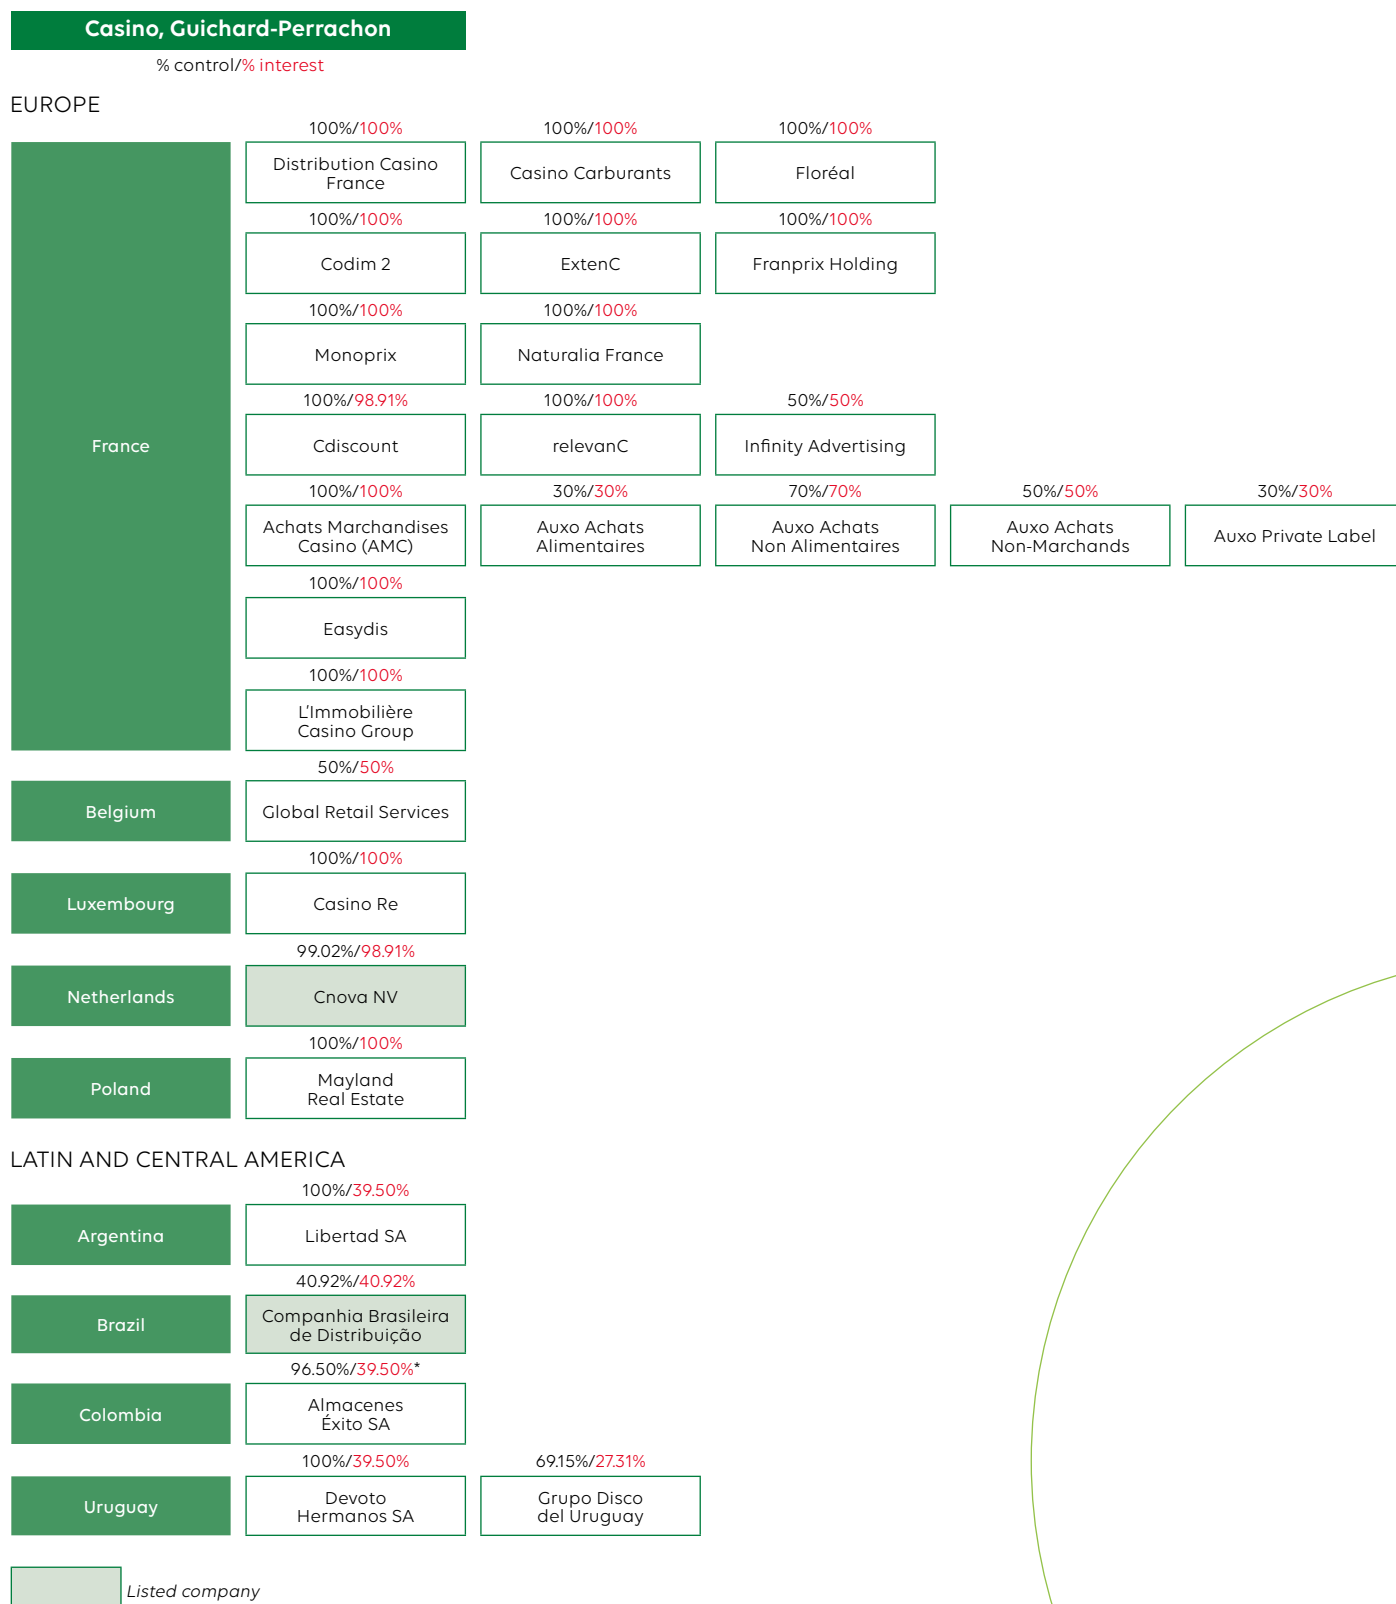 Casino, Guichard-Perrachon
% control/% interest
EUROPE
100%/100% 100%/100% 100%/100%
Distribution Casino
France
Casino Carburants
Floréal
100%/100% 100%/100% 100%/100%
Codim 2
ExtenC
Franprix Holding
100%/100% 100%/100%
Monoprix
Naturalia France
100%/98.91% 100%/100% 50%/50%
France
Cdiscount
relevanC
Infinity Advertising
100%/100% 30%/30% 70%/70% 50%/50% 30%/30%
Achats Marchandises
Casino (AMC)
Auxo Achats
Alimentaires
Auxo Achats
Non Alimentaires
Auxo Achats
Non-Marchands
Auxo Private Label
100%/100%
Easydis
100%/100%
L'Immobilière
Casino Group
50%/50%
Belgium
Global Retail Services
100%/100%
Luxembourg
Casino Re
99.02%/98.91%
Netherlands
Cnova NV
100%/100%
Poland
Mayland
Real Estate
LATIN AND CENTRAL AMERICA
100%/39.50%
Argentina
Libertad SA
40.92%/40.92%
Brazil
Companhia Brasileira
de Distribuição
96.50%/39.50%*
Colombia
Almacenes
Éxito SA
100%/39.50% 69.15%/27.31%
Uruguay
Devoto
Hermanos SA
Grupo Disco
del Uruguay
Listed company